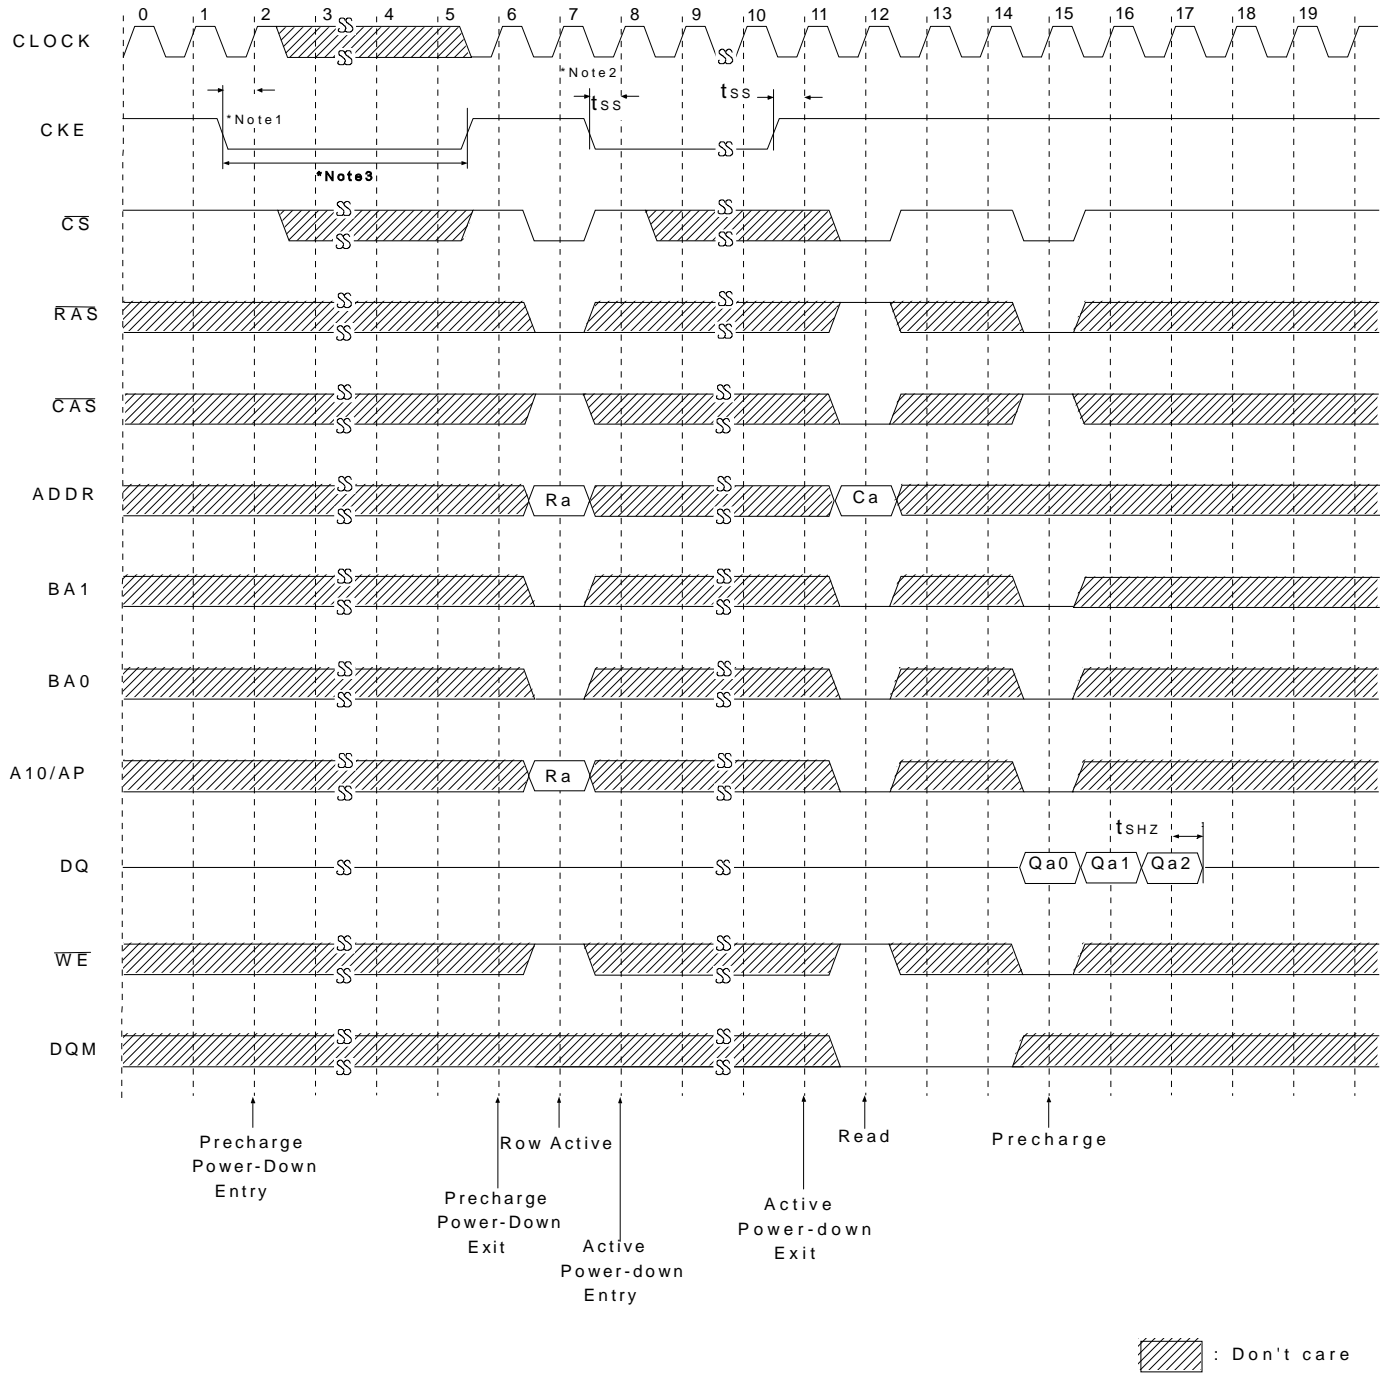 0 1 2 3 4 5 6 7 8 9 10 11 12 13 14 15 16 17 18 19
CLOCK
*Note2
tSS
tSS
*Note1
CKE
*Note3
CS
RAS
CAS
ADDR
Ra
Ca
BA1
BA0
A10/AP
Ra
tSHZ
DQ
Qa0 Qa1 Qa2
WE
DQM
Precharge
Power-Down
Entry
Row Active
Read
Precharge
Precharge
Power-Down
Exit
Active
Power-down
Entry
Active
Power-down
Exit
: Don't care